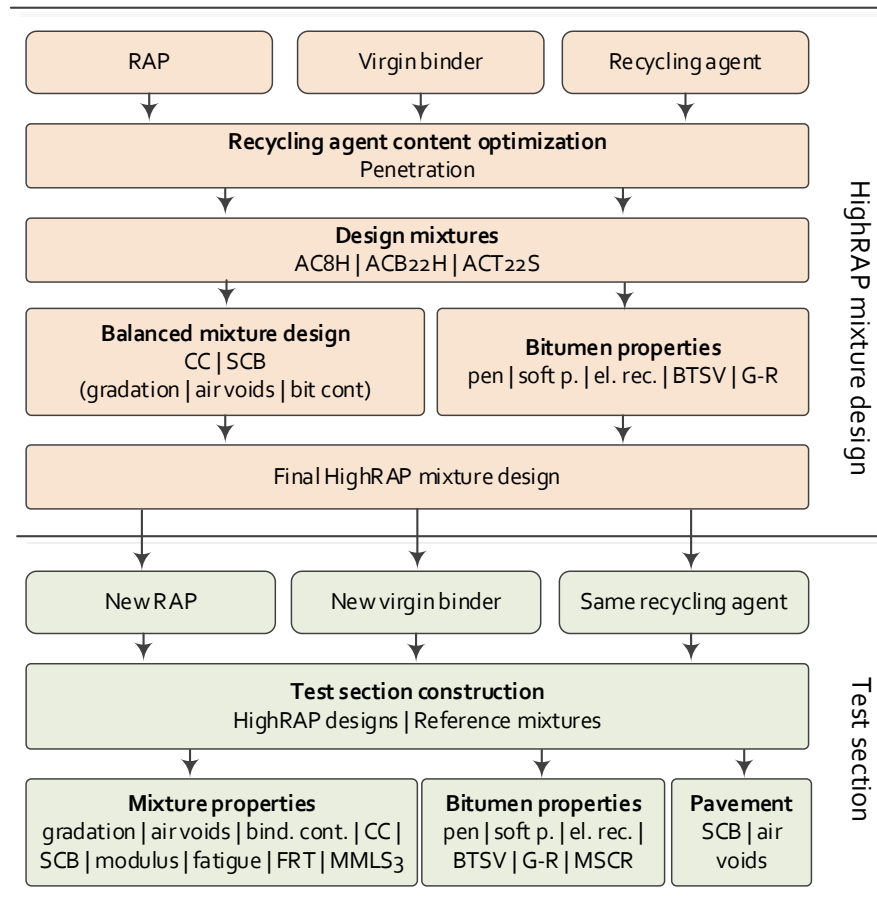 RAP
Virgin binder
Recycling agent
Recycling agent content optimization
Penetration
Design mixtures
AC8H | ACB22H | ACT22S
Balanced mixture design
CC | SCB
(gradation | air voids | bit cont)
Bitumen properties
pen | soft p. | el. rec. | BTSV | G-R
Final HighRAP mixture design
HighRAP mixture design
New RAP
New virgin binder
Same recycling agent
Test section construction
HighRAP designs | Reference mixtures
Mixture properties
gradation | air voids | bind. cont. | CC |
SCB | modulus | fatigue | FRT | MMLS3
Bitumen properties
pen | soft p. | el. rec. |
BTSV | G-R | MSCR
Pavement
SCB | air
voids
Test section